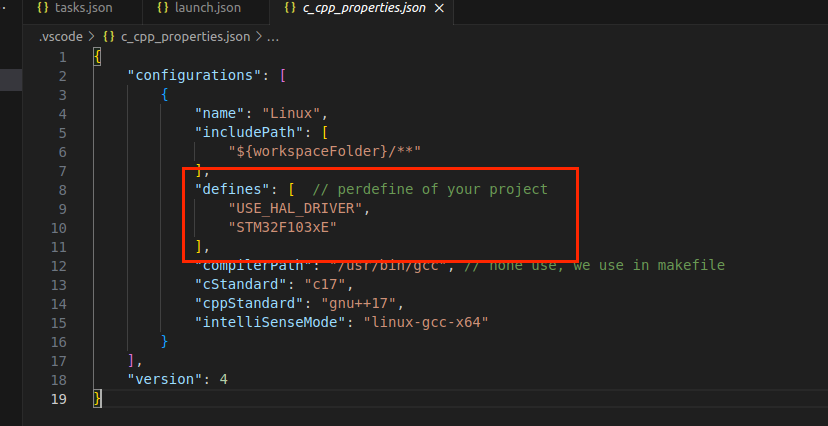 {} tasks.json {} launch.json {} c_cpp_properties.json ×
.vscode > {} c_cpp_properties.json > ...
1 {
2 "configurations": [
3 {
4 "name": "Linux",
5 "includePath": [
6 "${workspaceFolder}/**"
7 ],
8 "defines": [ // perdefine of your project
9 "USE_HAL_DRIVER",
10 "STM32F103xE"
11 ],
12 "compilerPath": "/usr/bin/gcc", // none use, we use in makefile
13 "cStandard": "c17",
14 "cppStandard": "gnu++17",
15 "intelliSenseMode": "linux-gcc-x64"
16 }
17 ],
18 "version": 4
19 }